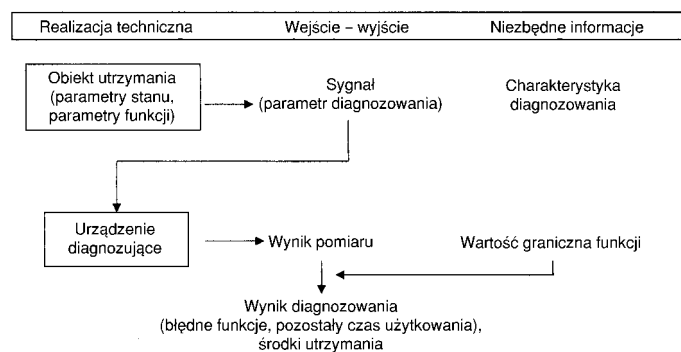 Realizacja techniczna
Wejście – wyjście
Niezbędne informacje
Obiekt utrzymania
(parametry stanu,
parametry funkcji)
Sygnał
(parametr diagnozowania)
Charakterystyka
diagnozowania
Urządzenie
diagnozujące
Wynik pomiaru
Wartość graniczna funkcji
Wynik diagnozowania
(błędne funkcje, pozostały czas użytkowania),
środki utrzymania